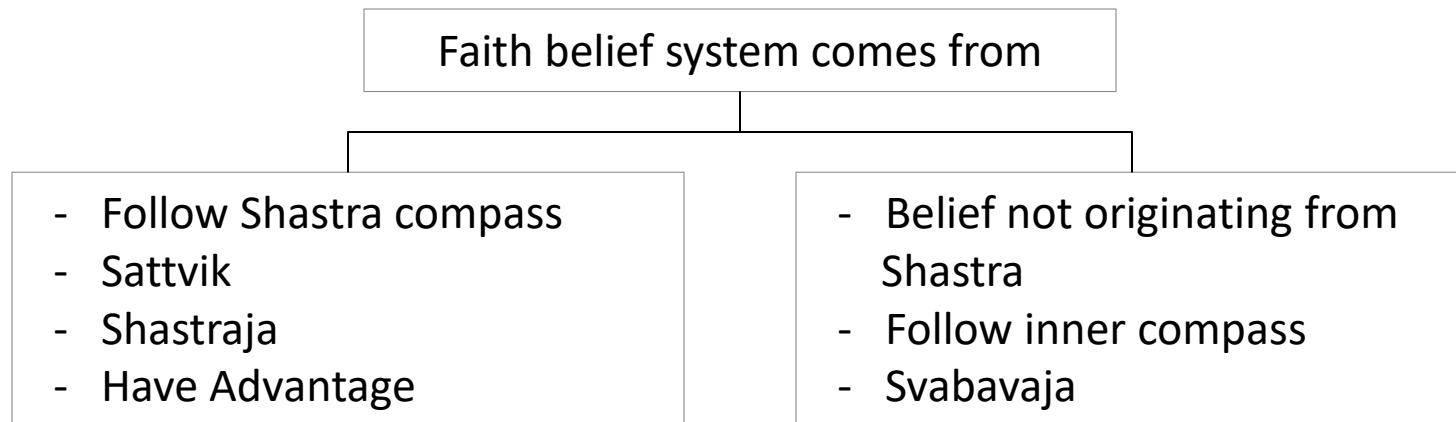 Faith belief system comes from
- Follow Shastra compass
- Sattvik
- Shastraja
- Have Advantage
- Belief not originating from
Shastra
- Follow inner compass
- Svabavaja